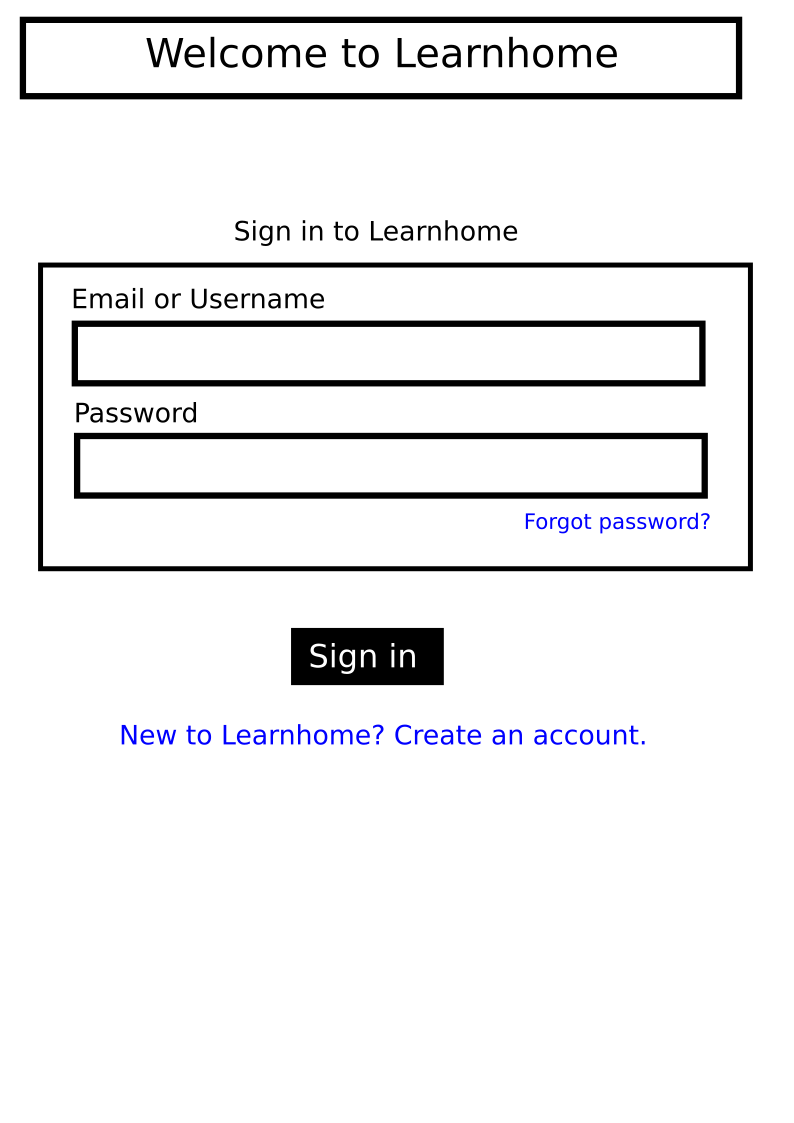 Welcome to Learnhome
Sign in to Learnhome
Email or Username
Password
Forgot password?
Sign in
New to Learnhome? Create an account.